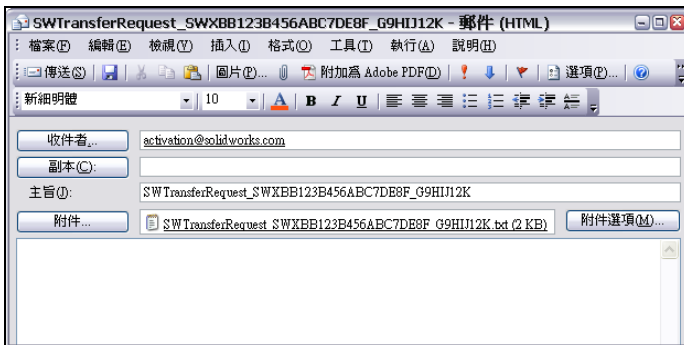 SWTransferRequest_SWXBB123B456ABC7DE8F_G9HIJ12K - 郵件 (HTML)
檔案(F) 編輯(E) 檢視(V) 插入(I) 格式(O) 工具(T) 執行(A) 說明(H)
傳送(S) 圖片(P)... 附加為 Adobe PDF(D) 選項(P)...
新細明體 10 A B I U
收件者... activation@solidworks.com
副本(C):
主旨(J): SWTransferRequest_SWXBB123B456ABC7DE8F_G9HIJ12K
附件... SWTransferRequest_SWXBB123B456ABC7DE8F_G9HIJ12K.txt (2 KB) 附件選項(M)...